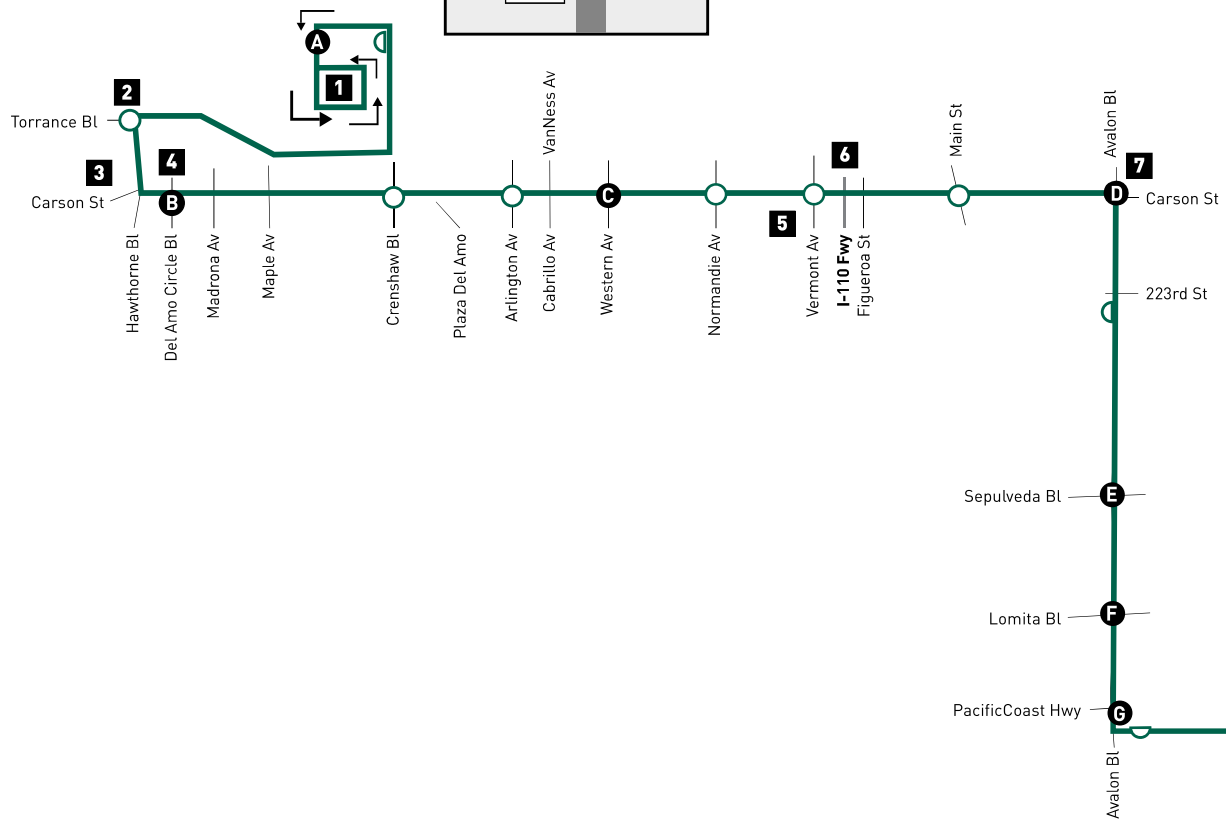 A
1
2
Torrance Bl
3
4
Carson St
B
Hawthorne Bl
Del Amo Circle Bl
Madrona Av
Maple Av
Crenshaw Bl
Plaza Del Amo
Arlington Av
VanNess Av
Cabrillo Av
C
Western Av
Normandie Av
5
Vermont Av
6
I-110 Fwy
Figueroa St
Main St
Avalon Bl
7
D
Carson St
223rd St
Sepulveda Bl
E
Lomita Bl
F
PacificCoast Hwy
G
Avalon Bl